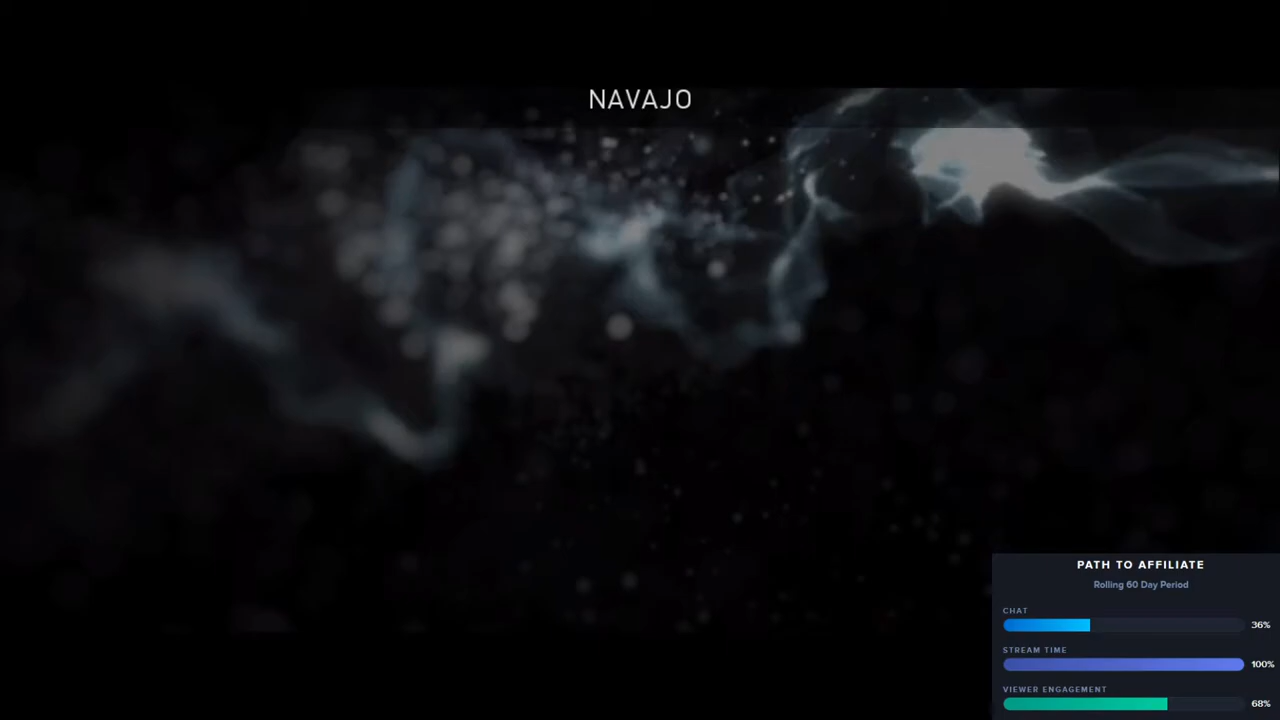 NAVAJO
PATH TO AFFILIATE
Rolling 60 Day Period
CHAT
36%
STREAM TIME
100%
VIEWER ENGAGEMENT
68%